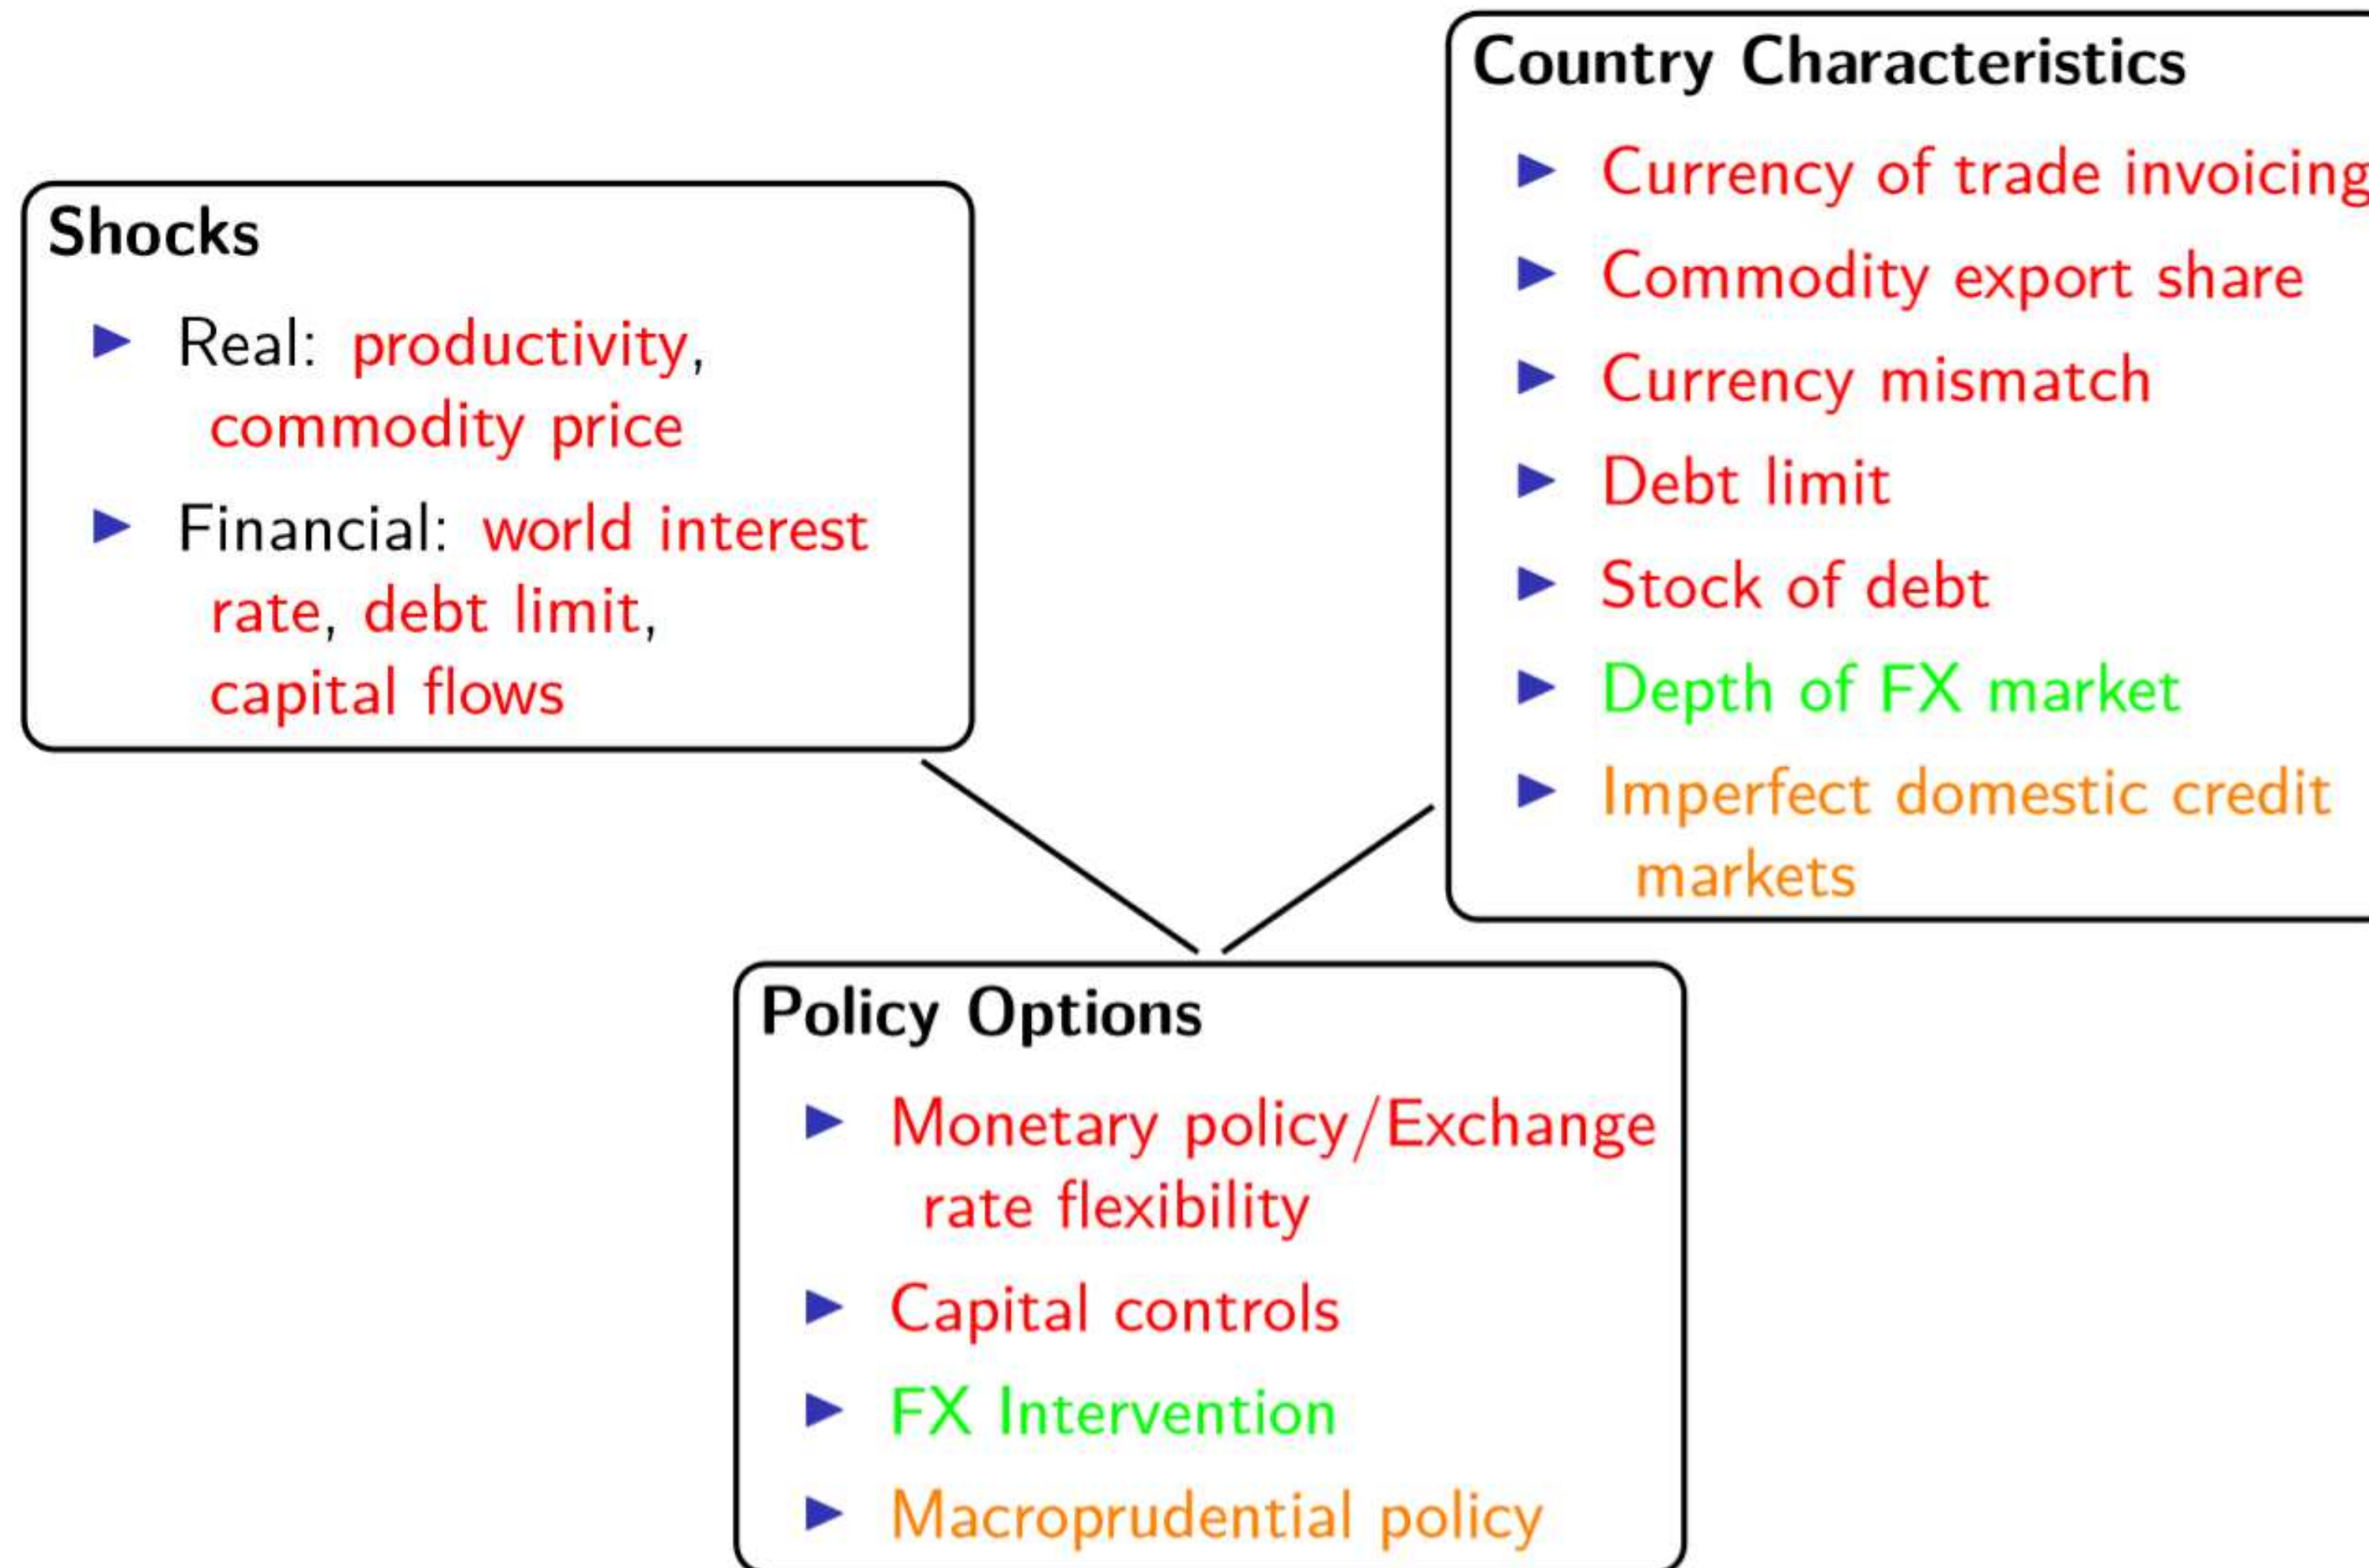 Shocks
Real: productivity,
commodity price
Financial: world interest
rate, debt limit,
capital flows
Country Characteristics
Currency of trade invoicing
Commodity export share
Currency mismatch
Debt limit
Stock of debt
Depth of FX market
Imperfect domestic credit
markets
Policy Options
Monetary policy/Exchange
rate flexibility
Capital controls
FX Intervention
Macroprudential policy